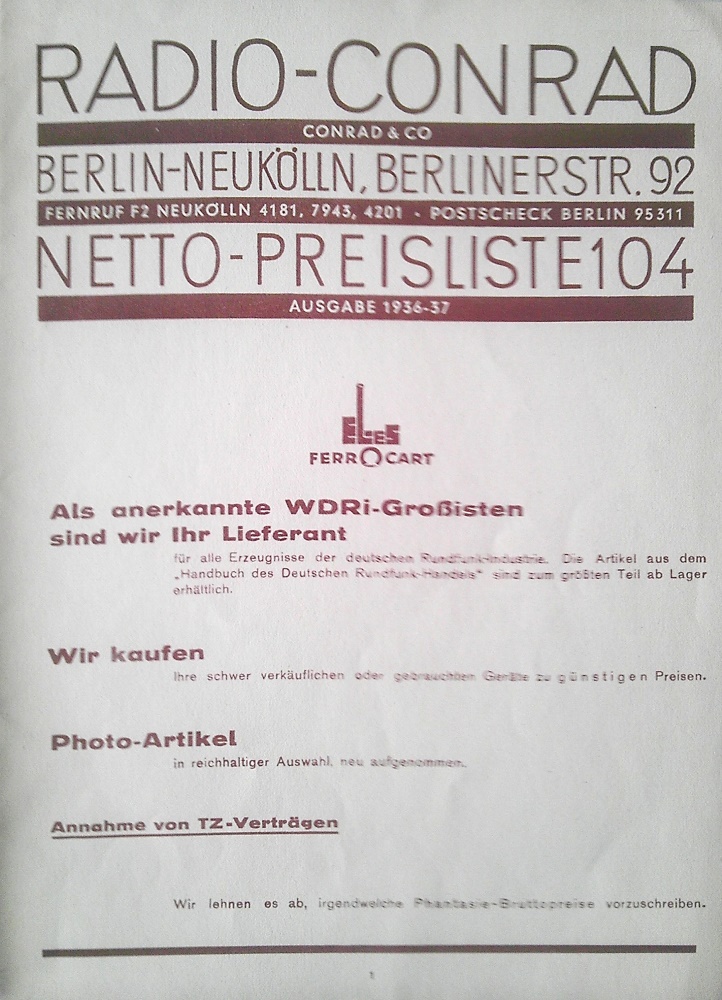 RADIO-CONRAD
CONRAD & CO
BERLIN-NEUKÖLLN, BERLINERSTR. 92
FERNRUF F2 NEUKÖLLN 4181, 7943, 4201 · POSTSCHECK BERLIN 95311
NETTO-PREISLISTE 104
AUSGABE 1936-37
ELES
FERROCART
Als anerkannte WDRi-Großisten
sind wir Ihr Lieferant
für alle Erzeugnisse der deutschen Rundfunk-Industrie. Die Artikel aus dem
„Handbuch des Deutschen Rundfunk-Handels" sind zum größten Teil ab Lager
erhältlich.
Wir kaufen
Ihre schwer verkäuflichen oder gebrauchten Geräte zu günstigen Preisen.
Photo-Artikel
in reichhaltiger Auswahl, neu aufgenommen.
Annahme von TZ-Verträgen
Wir lehnen es ab, irgendwelche Phantasie-Bruttopreise vorzuschreiben.
1